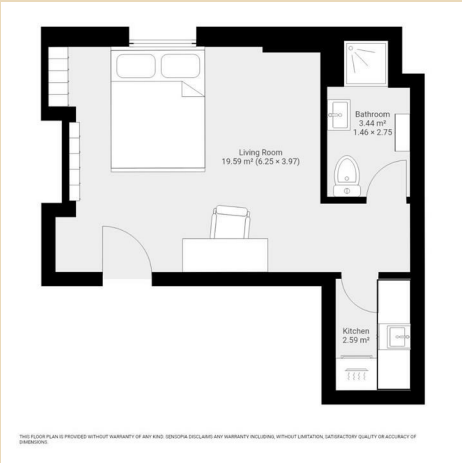 Living Room
19.59 m² (6.25 × 3.97)
Bathroom
3.44 m²
1.46 × 2.75
Kitchen
2.59 m²
THIS FLOOR PLAN IS PROVIDED WITHOUT WARRANTY OF ANY KIND. SENSOPIA DISCLAIMS ANY WARRANTY INCLUDING, WITHOUT LIMITATION, SATISFACTORY QUALITY OR ACCURACY OF
DIMENSIONS